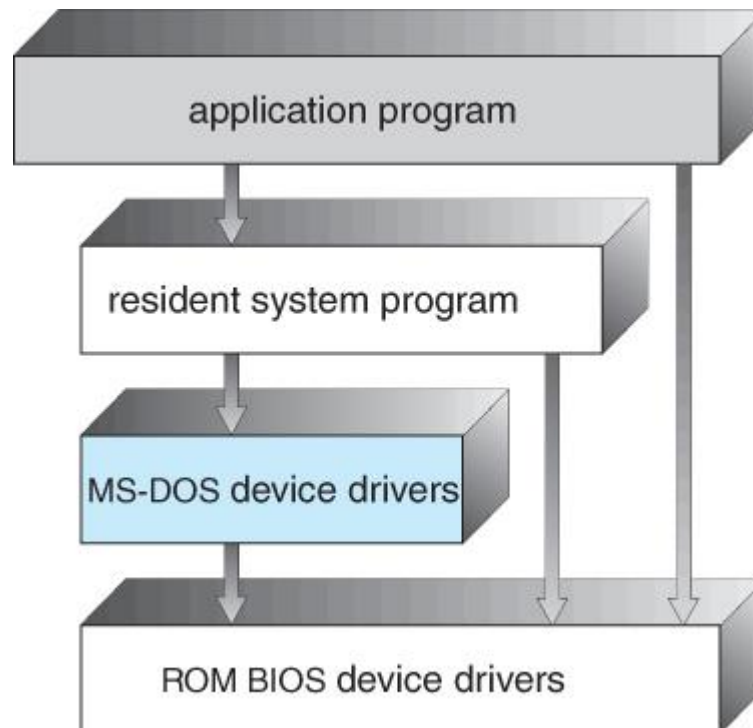 application program
resident system program
MS-DOS device drivers
ROM BIOS device drivers